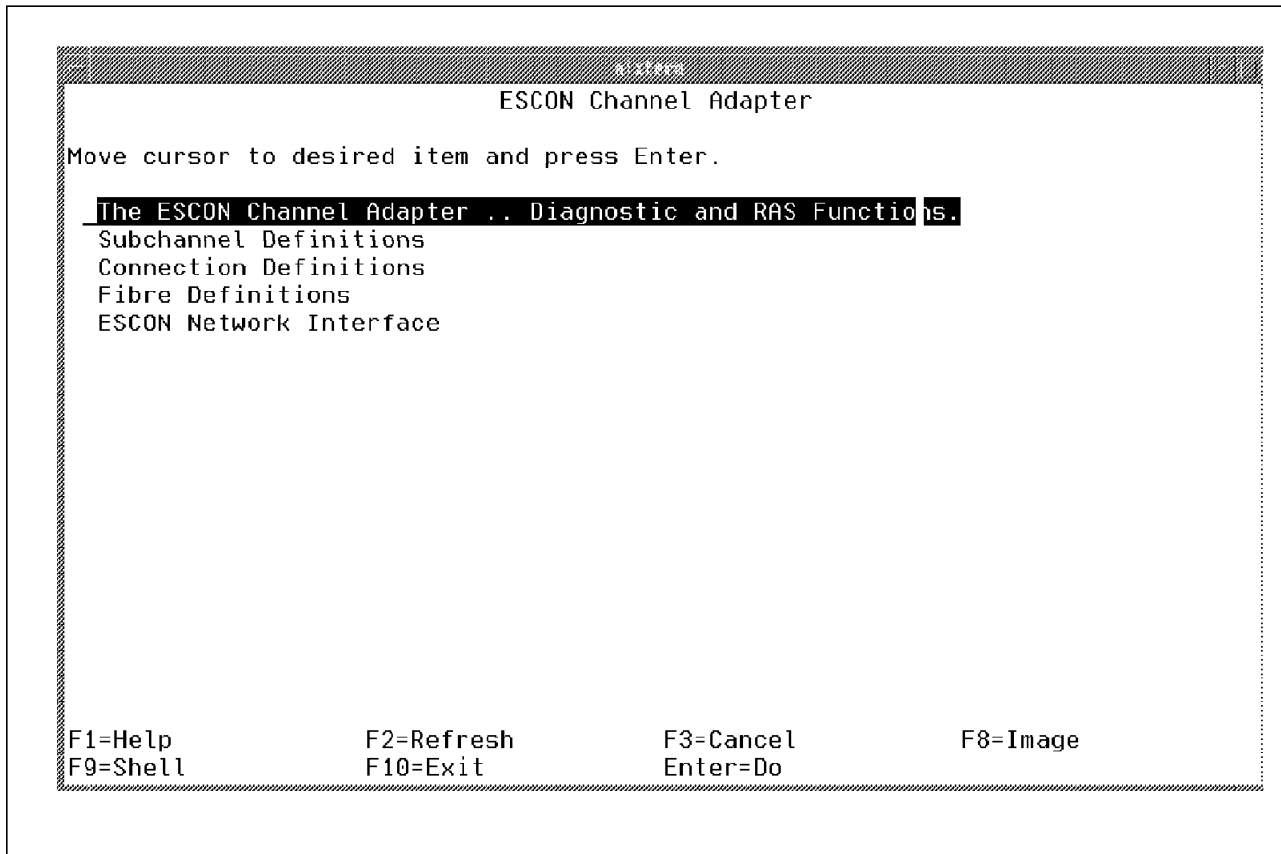 aixterm
ESCON Channel Adapter
Move cursor to desired item and press Enter.
The ESCON Channel Adapter .. Diagnostic and RAS Functions.
Subchannel Definitions
Connection Definitions
Fibre Definitions
ESCON Network Interface
F1=Help F2=Refresh F3=Cancel F8=Image
F9=Shell F10=Exit Enter=Do